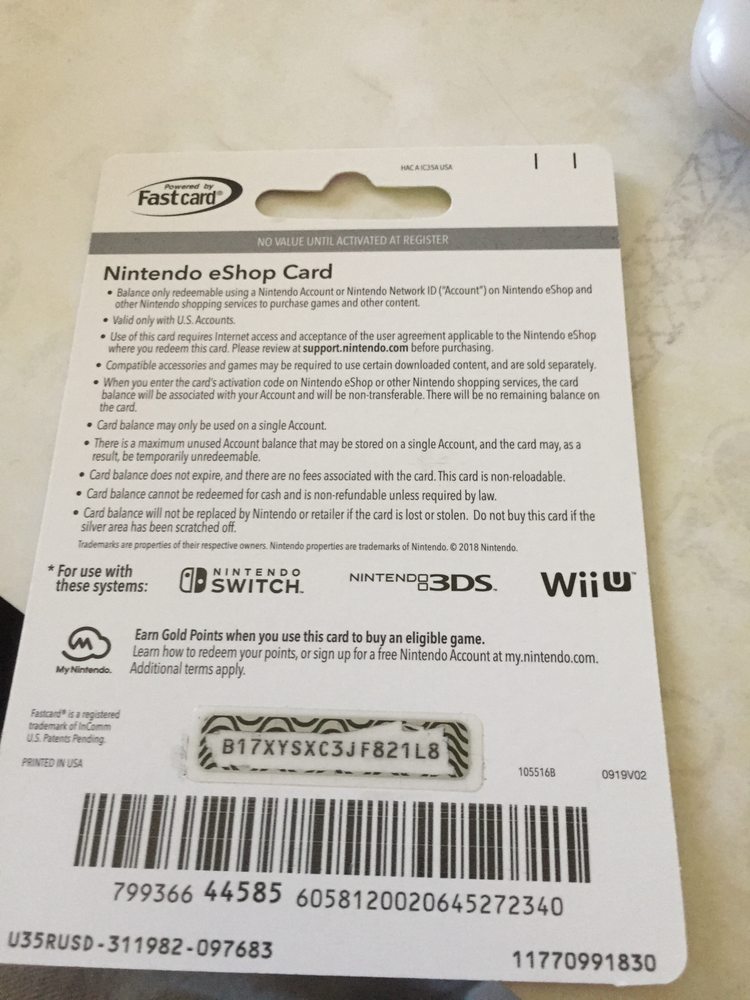 HAC A IC35A USA
Powered by
Fastcard®
NO VALUE UNTIL ACTIVATED AT REGISTER
Nintendo eShop Card
• Balance only redeemable using a Nintendo Account or Nintendo Network ID ("Account") on Nintendo eShop and
other Nintendo shopping services to purchase games and other content.
• Valid only with U.S. Accounts.
• Use of this card requires Internet access and acceptance of the user agreement applicable to the Nintendo eShop
where you redeem this card. Please review at support.nintendo.com before purchasing.
• Compatible accessories and games may be required to use certain downloaded content, and are sold separately.
• When you enter the card's activation code on Nintendo eShop or other Nintendo shopping services, the card
balance will be associated with your Account and will be non-transferable. There will be no remaining balance on
the card.
• Card balance may only be used on a single Account.
• There is a maximum unused Account balance that may be stored on a single Account, and the card may, as a
result, be temporarily unredeemable.
• Card balance does not expire, and there are no fees associated with the card. This card is non-reloadable.
• Card balance cannot be redeemed for cash and is non-refundable unless required by law.
• Card balance will not be replaced by Nintendo or retailer if the card is lost or stolen. Do not buy this card if the
silver area has been scratched off.
Trademarks are properties of their respective owners. Nintendo properties are trademarks of Nintendo. © 2018 Nintendo.
* For use with
these systems:
NINTENDO
SWITCH™
NINTENDO3DS™
WiiU™
My Nintendo™
Earn Gold Points when you use this card to buy an eligible game.
Learn how to redeem your points, or sign up for a free Nintendo Account at my.nintendo.com.
Additional terms apply.
Fastcard® is a registered
trademark of InComm
U.S. Patents Pending.
PRINTED IN USA
B17XYSXC3JF821L8
105516B
0919V02
799366 44585 6058120020645272340
U35RUSD-311982-097683
11770991830